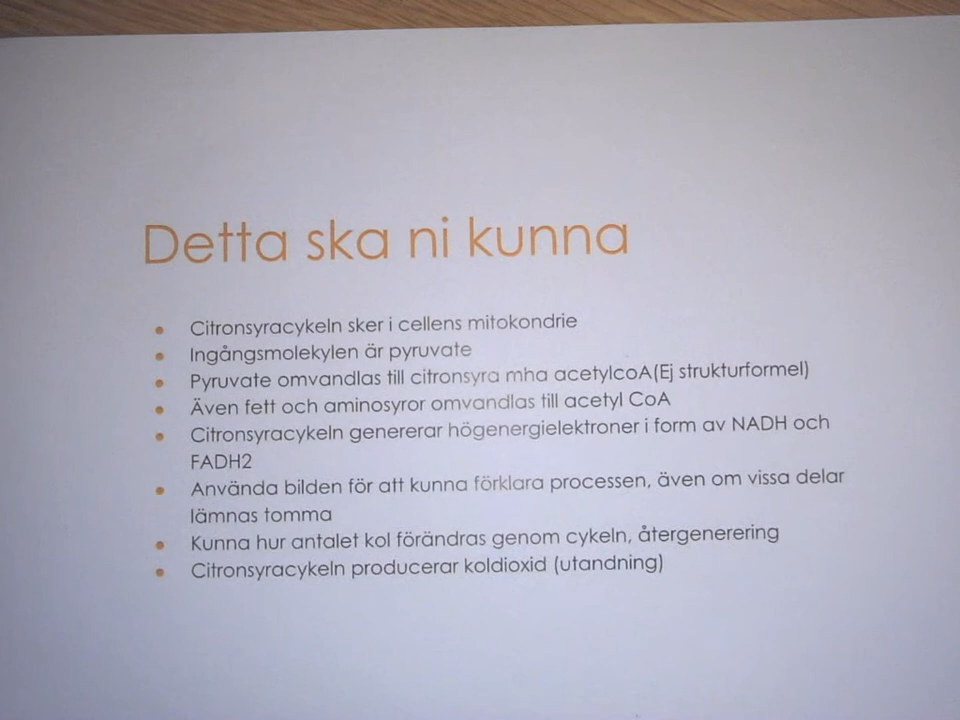 Detta ska ni kunna
• Citronsyracykeln sker i cellens mitokondrie
• Ingångsmolekylen är pyruvate
• Pyruvate omvandlas till citronsyra mha acetylcoA(Ej strukturformel)
• Även fett och aminosyror omvandlas till acetyl CoA
• Citronsyracykeln genererar högenergielektroner i form av NADH och
FADH2
• Använda bilden för att kunna förklara processen, även om vissa delar
lämnas tomma
• Kunna hur antalet kol förändras genom cykeln, återgenerering
• Citronsyracykeln producerar koldioxid (utandning)